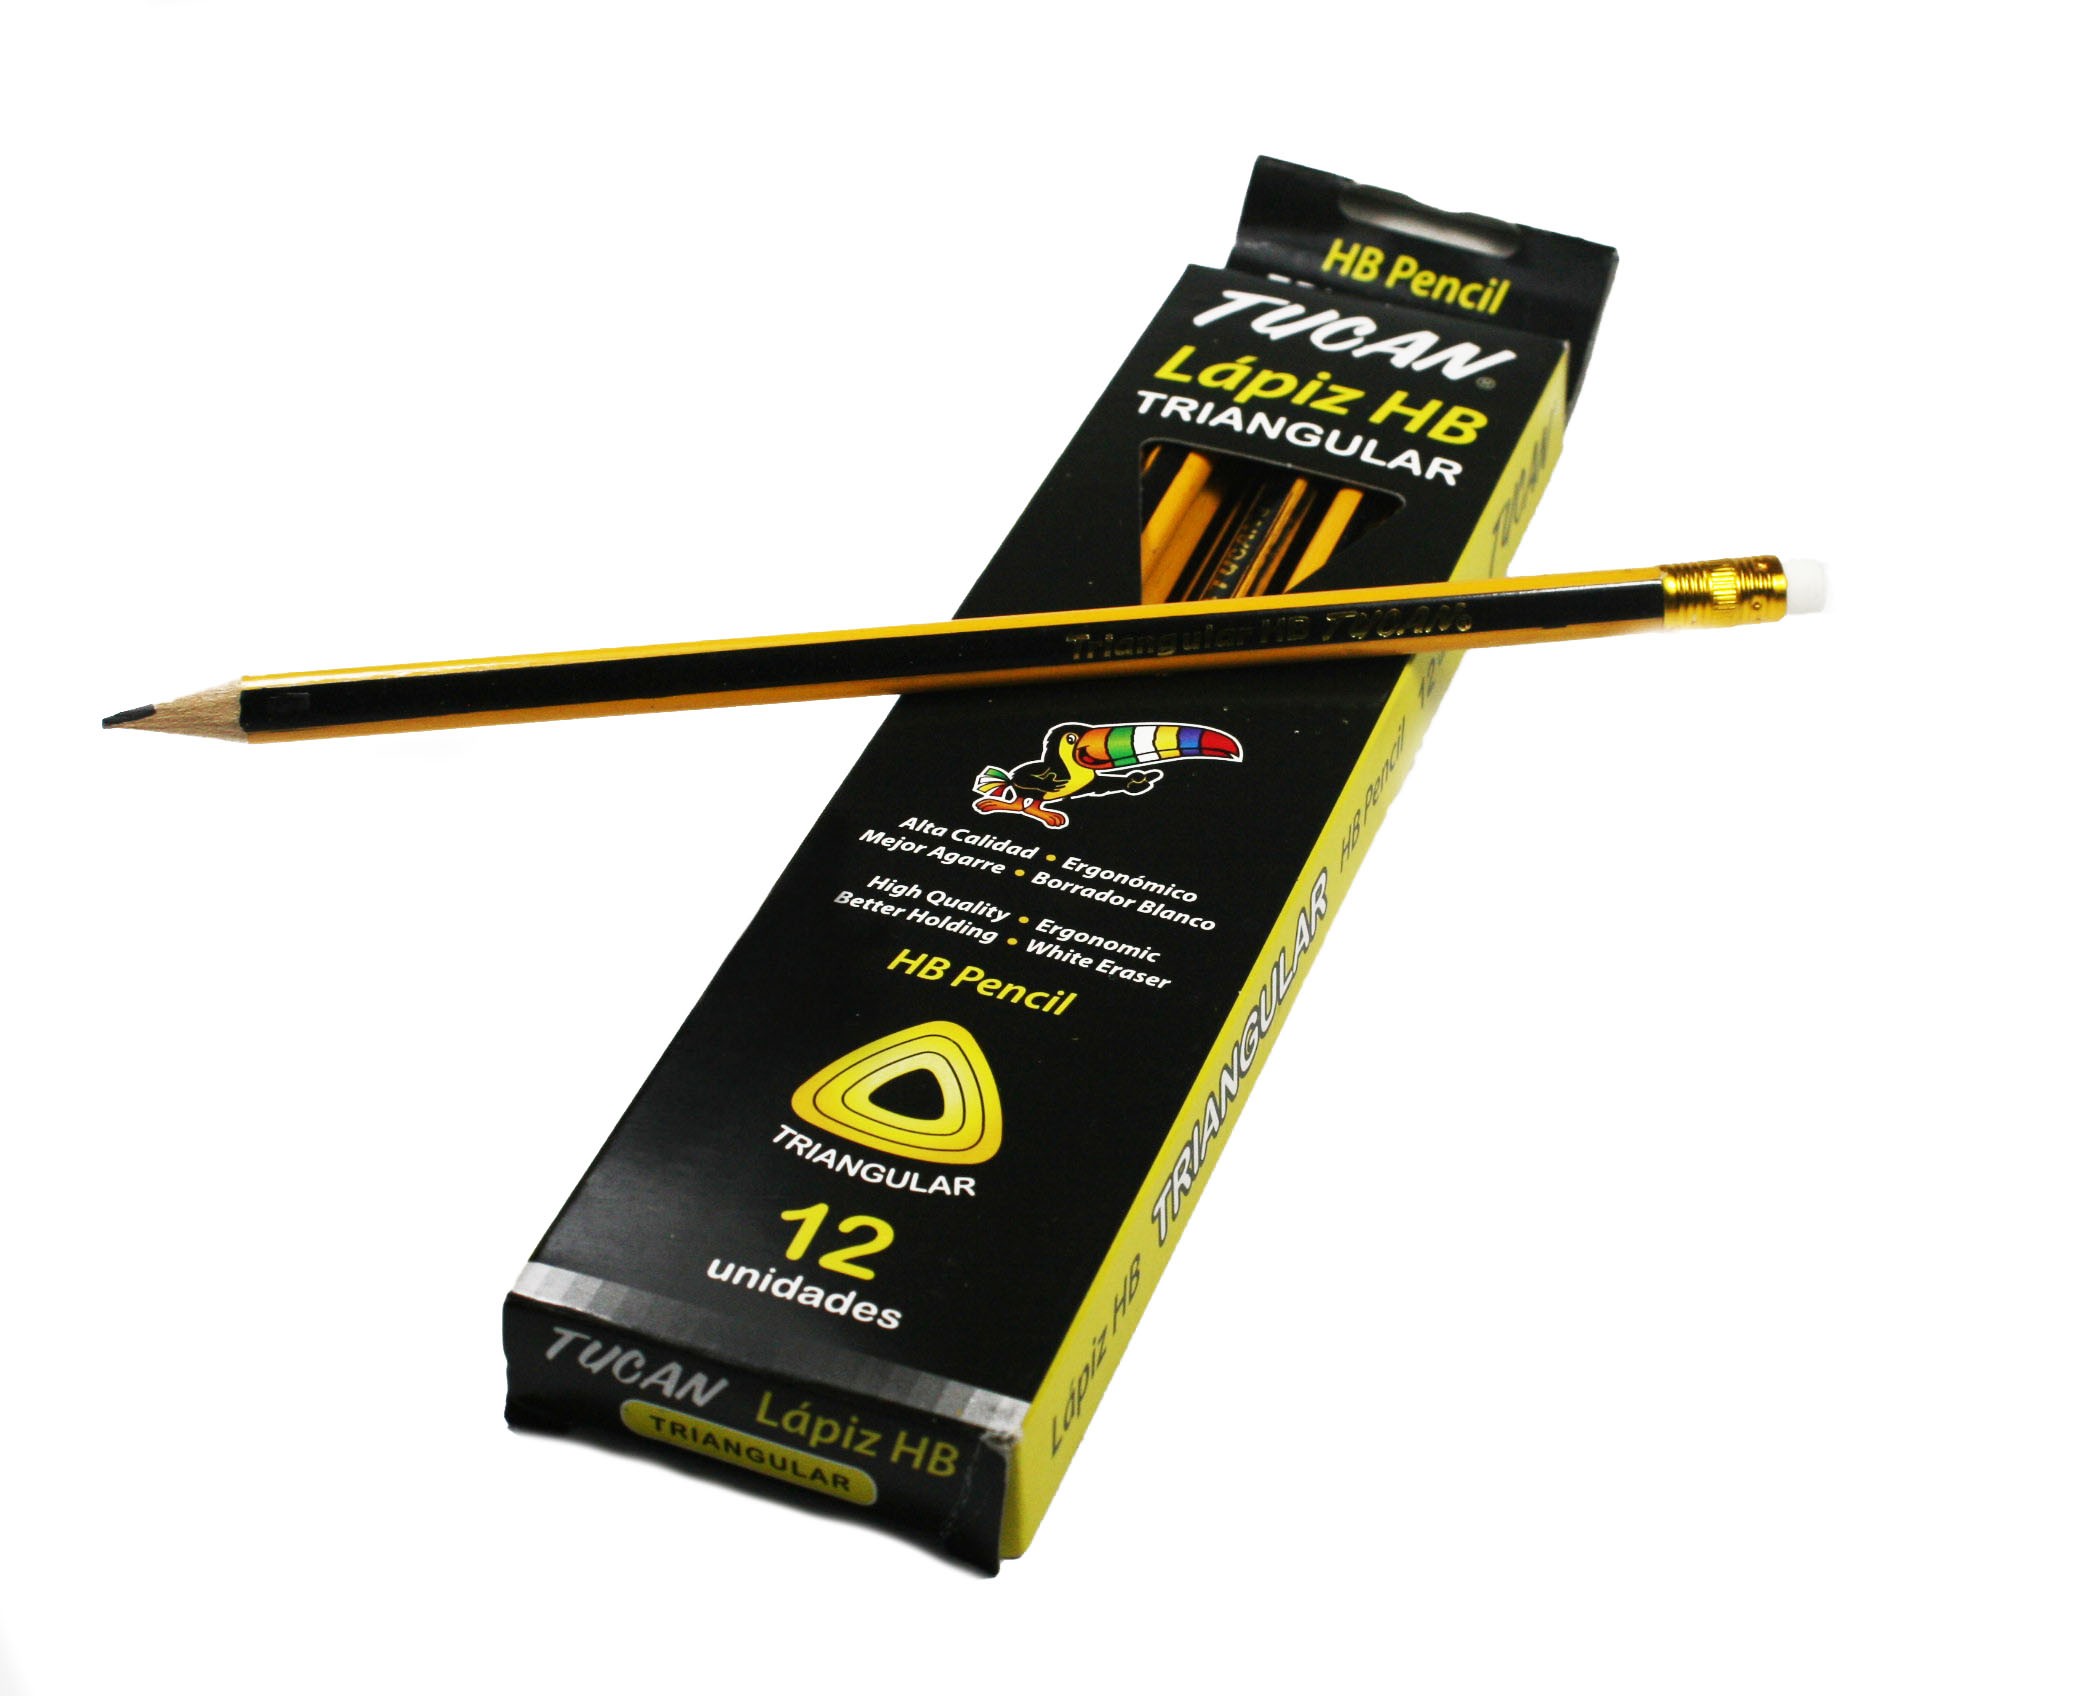 HB Pencil
TUCAN®
Lápiz HB
TRIANGULAR
TUCAN
Triangular HB TUCAN®
Alta Calidad • Ergonómico
Mejor Agarre • Borrador Blanco
High Quality • Ergonomic
Better Holding • White Eraser
HB Pencil
TRIANGULAR
12
unidades
TUCAN Lápiz HB
TRIANGULAR
Lápiz HB TRIANGULAR HB Pencil 12
TUCAN